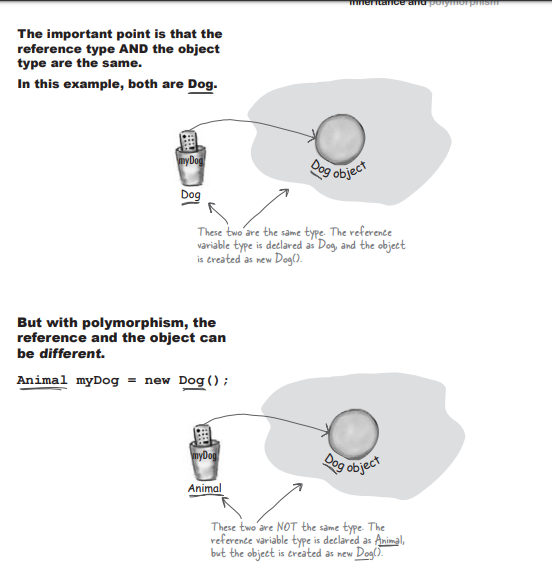 inheritance and polymorphism
The important point is that the
reference type AND the object
type are the same.
In this example, both are Dog.
myDog
Dog object
Dog
These two are the same type. The reference
variable type is declared as Dog, and the object
is created as new Dog().
But with polymorphism, the
reference and the object can
be different.
Animal myDog = new Dog();
myDog
Dog object
Animal
These two are NOT the same type. The
reference variable type is declared as Animal,
but the object is created as new Dog().